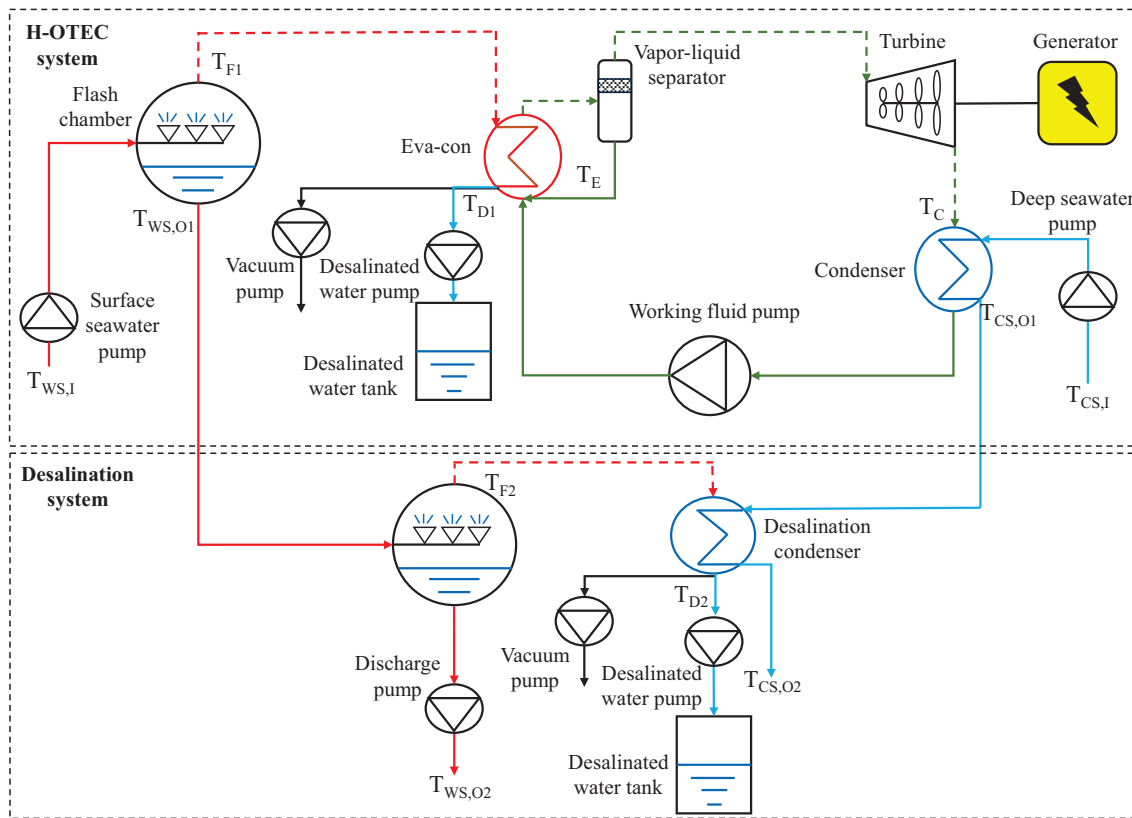 H-OTEC
system
T_F1
Flash
chamber
Vapor-liquid
separator
Turbine
Generator
Eva-con
T_E
T_D1
T_WS,O1
T_C
Deep seawater
pump
Vacuum
pump
Desalinated
water pump
Condenser
Surface
seawater
pump
Working fluid pump
T_CS,O1
Desalinated
water tank
T_WS,I
T_CS,I
Desalination
system
T_F2
Desalination
condenser
T_D2
Discharge
pump
Vacuum
pump
Desalinated
water pump
T_CS,O2
T_WS,O2
Desalinated
water tank